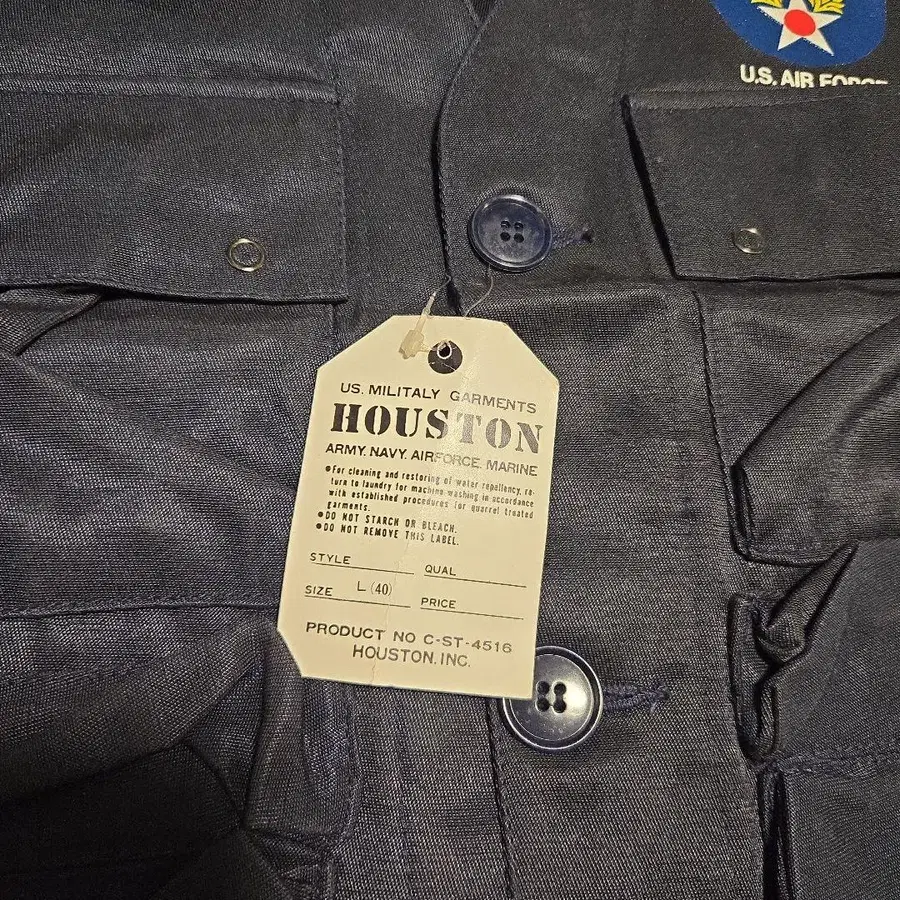 U.S. AIR FORCE
US. MILITALY GARMENTS
HOUSTON
ARMY. NAVY. AIRFORCE. MARINE
●For cleaning and restoring of water repellency, re-
turn to laundry for machine washing in accordance
with established procedures for quarrel treated
garments.
●DO NOT STARCH OR BLEACH.
●DO NOT REMOVE THIS LABEL.
STYLE QUAL
SIZE L (40) PRICE
PRODUCT NO C-ST-4516
HOUSTON, INC.